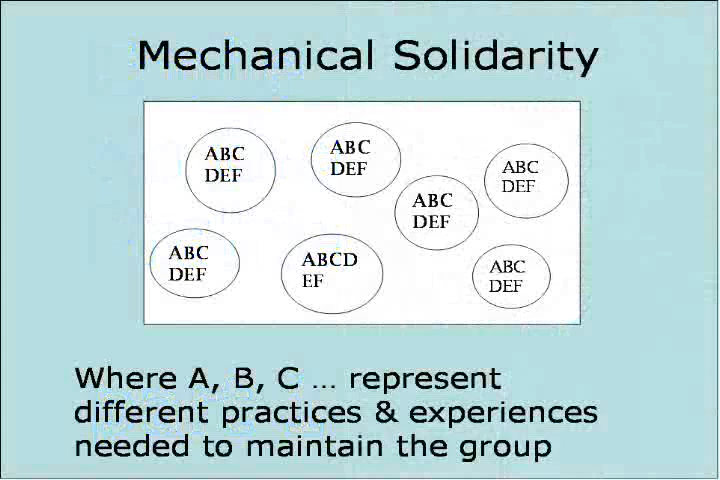 Mechanical Solidarity
ABC
DEF
ABC
DEF
ABC
DEF
ABC
DEF
ABC
DEF
ABCD
EF
ABC
DEF
Where A, B, C … represent
different practices & experiences
needed to maintain the group